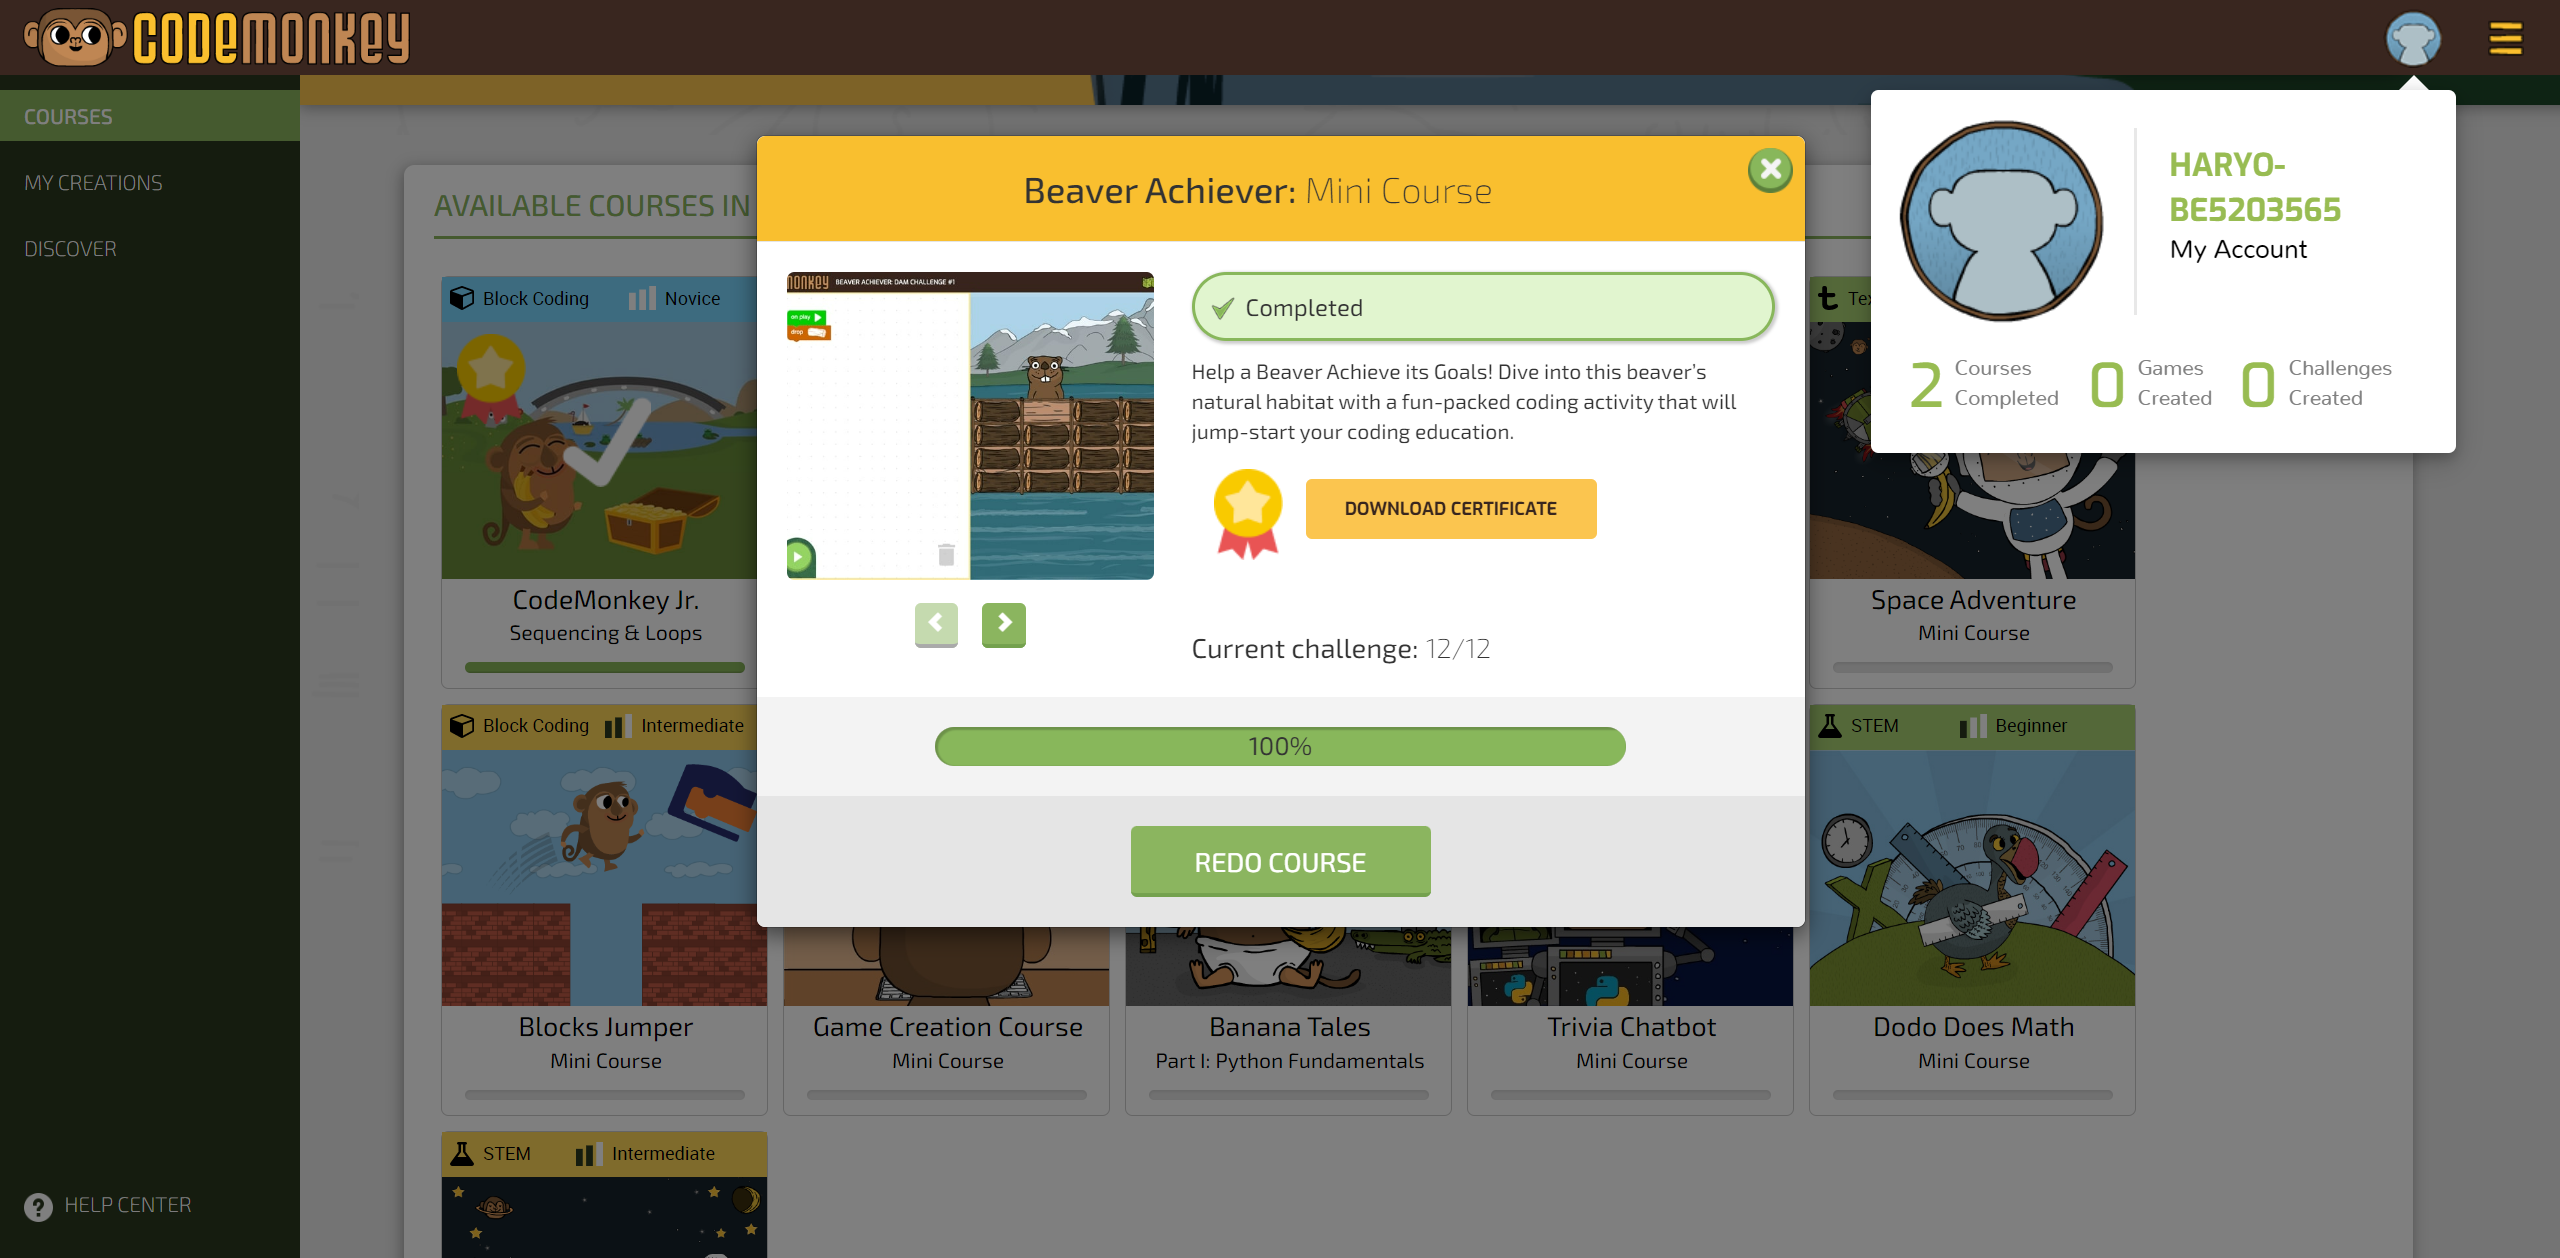 CODEMONKEY
COURSES
MY CREATIONS
DISCOVER
HELP CENTER
AVAILABLE COURSES IN
Block Coding Novice
CodeMonkey Jr.
Sequencing & Loops
Beaver Achiever: Mini Course
MONKEY BEAVER ACHIEVER: DAM CHALLENGE #1
on play
drop
Completed
Help a Beaver Achieve its Goals! Dive into this beaver's
natural habitat with a fun-packed coding activity that will
jump-start your coding education.
DOWNLOAD CERTIFICATE
Current challenge: 12/12
100%
REDO COURSE
HARYO-
BE5203565
My Account
2 Courses Completed
0 Games Created
0 Challenges Created
t
Space Adventure
Mini Course
Block Coding Intermediate
Blocks Jumper
Mini Course
Game Creation Course
Mini Course
Banana Tales
Part I: Python Fundamentals
Trivia Chatbot
Mini Course
STEM Beginner
Dodo Does Math
Mini Course
STEM Intermediate